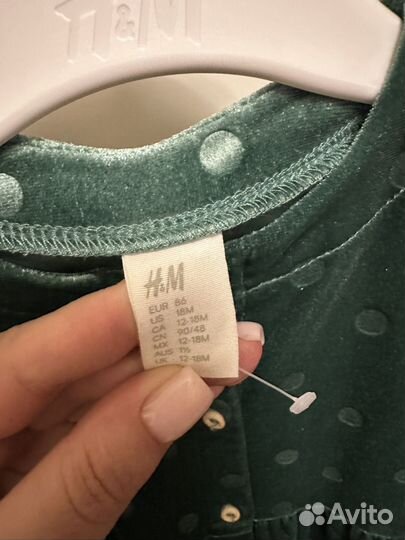 H&M
H&M
EUR 86
US 18M
CA 12-18M
CN 90/48
MX 12-18M
AUS 1½
UK 12-18M
Avito